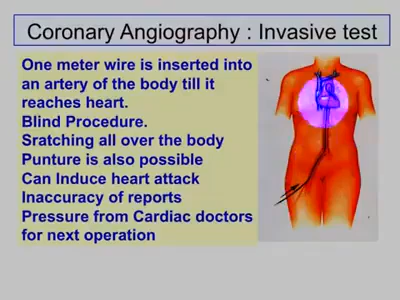 Coronary Angiography : Invasive test
One meter wire is inserted into
an artery of the body till it
reaches heart.
Blind Procedure.
Sratching all over the body
Punture is also possible
Can Induce heart attack
Inaccuracy of reports
Pressure from Cardiac doctors
for next operation